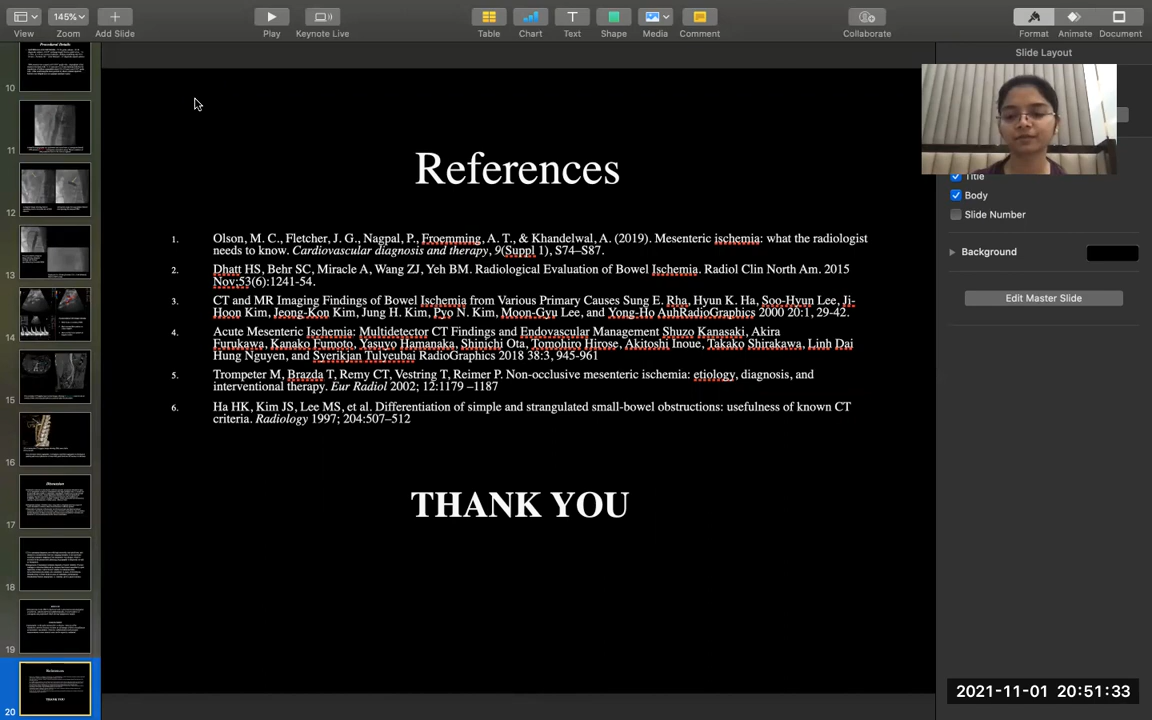 145%
View
Zoom
Add Slide
Play
Keynote Live
Table
Chart
Text
Shape
Media
Comment
Collaborate
Format
Animate
Document
Slide Layout
Title
Body
Slide Number
Background
Edit Master Slide
Procedural Details
10
11
12
13
14
15
16
Discussion
17
18
19
References
THANK YOU
20
References
1. Olson, M. C., Fletcher, J. G., Nagpal, P., Froemming, A. T., & Khandelwal, A. (2019). Mesenteric ischemia: what the radiologist
needs to know. Cardiovascular diagnosis and therapy, 9(Suppl 1), S74–S87.
2. Dhatt HS, Behr SC, Miracle A, Wang ZJ, Yeh BM. Radiological Evaluation of Bowel Ischemia. Radiol Clin North Am. 2015
Nov;53(6):1241-54.
3. CT and MR Imaging Findings of Bowel Ischemia from Various Primary Causes Sung E. Rha, Hyun K. Ha, Soo-Hyun Lee, Ji-
Hoon Kim, Jeong-Kon Kim, Jung H. Kim, Pyo N. Kim, Moon-Gyu Lee, and Yong-Ho AuhRadioGraphics 2000 20:1, 29-42.
4. Acute Mesenteric Ischemia: Multidetector CT Findings and Endovascular Management Shuzo Kanasaki, Akira
Furukawa, Kanako Fumoto, Yasuyo Hamanaka, Shinichi Ota, Tomohiro Hirose, Akitoshi Inoue, Takako Shirakawa, Linh Dai
Hung Nguyen, and Syerikjan Tulyeubai RadioGraphics 2018 38:3, 945-961
5. Trompeter M, Brazda T, Remy CT, Vestring T, Reimer P. Non-occlusive mesenteric ischemia: etiology, diagnosis, and
interventional therapy. Eur Radiol 2002; 12:1179 –1187
6. Ha HK, Kim JS, Lee MS, et al. Differentiation of simple and strangulated small-bowel obstructions: usefulness of known CT
criteria. Radiology 1997; 204:507–512
THANK YOU
2021-11-01 20:51:33